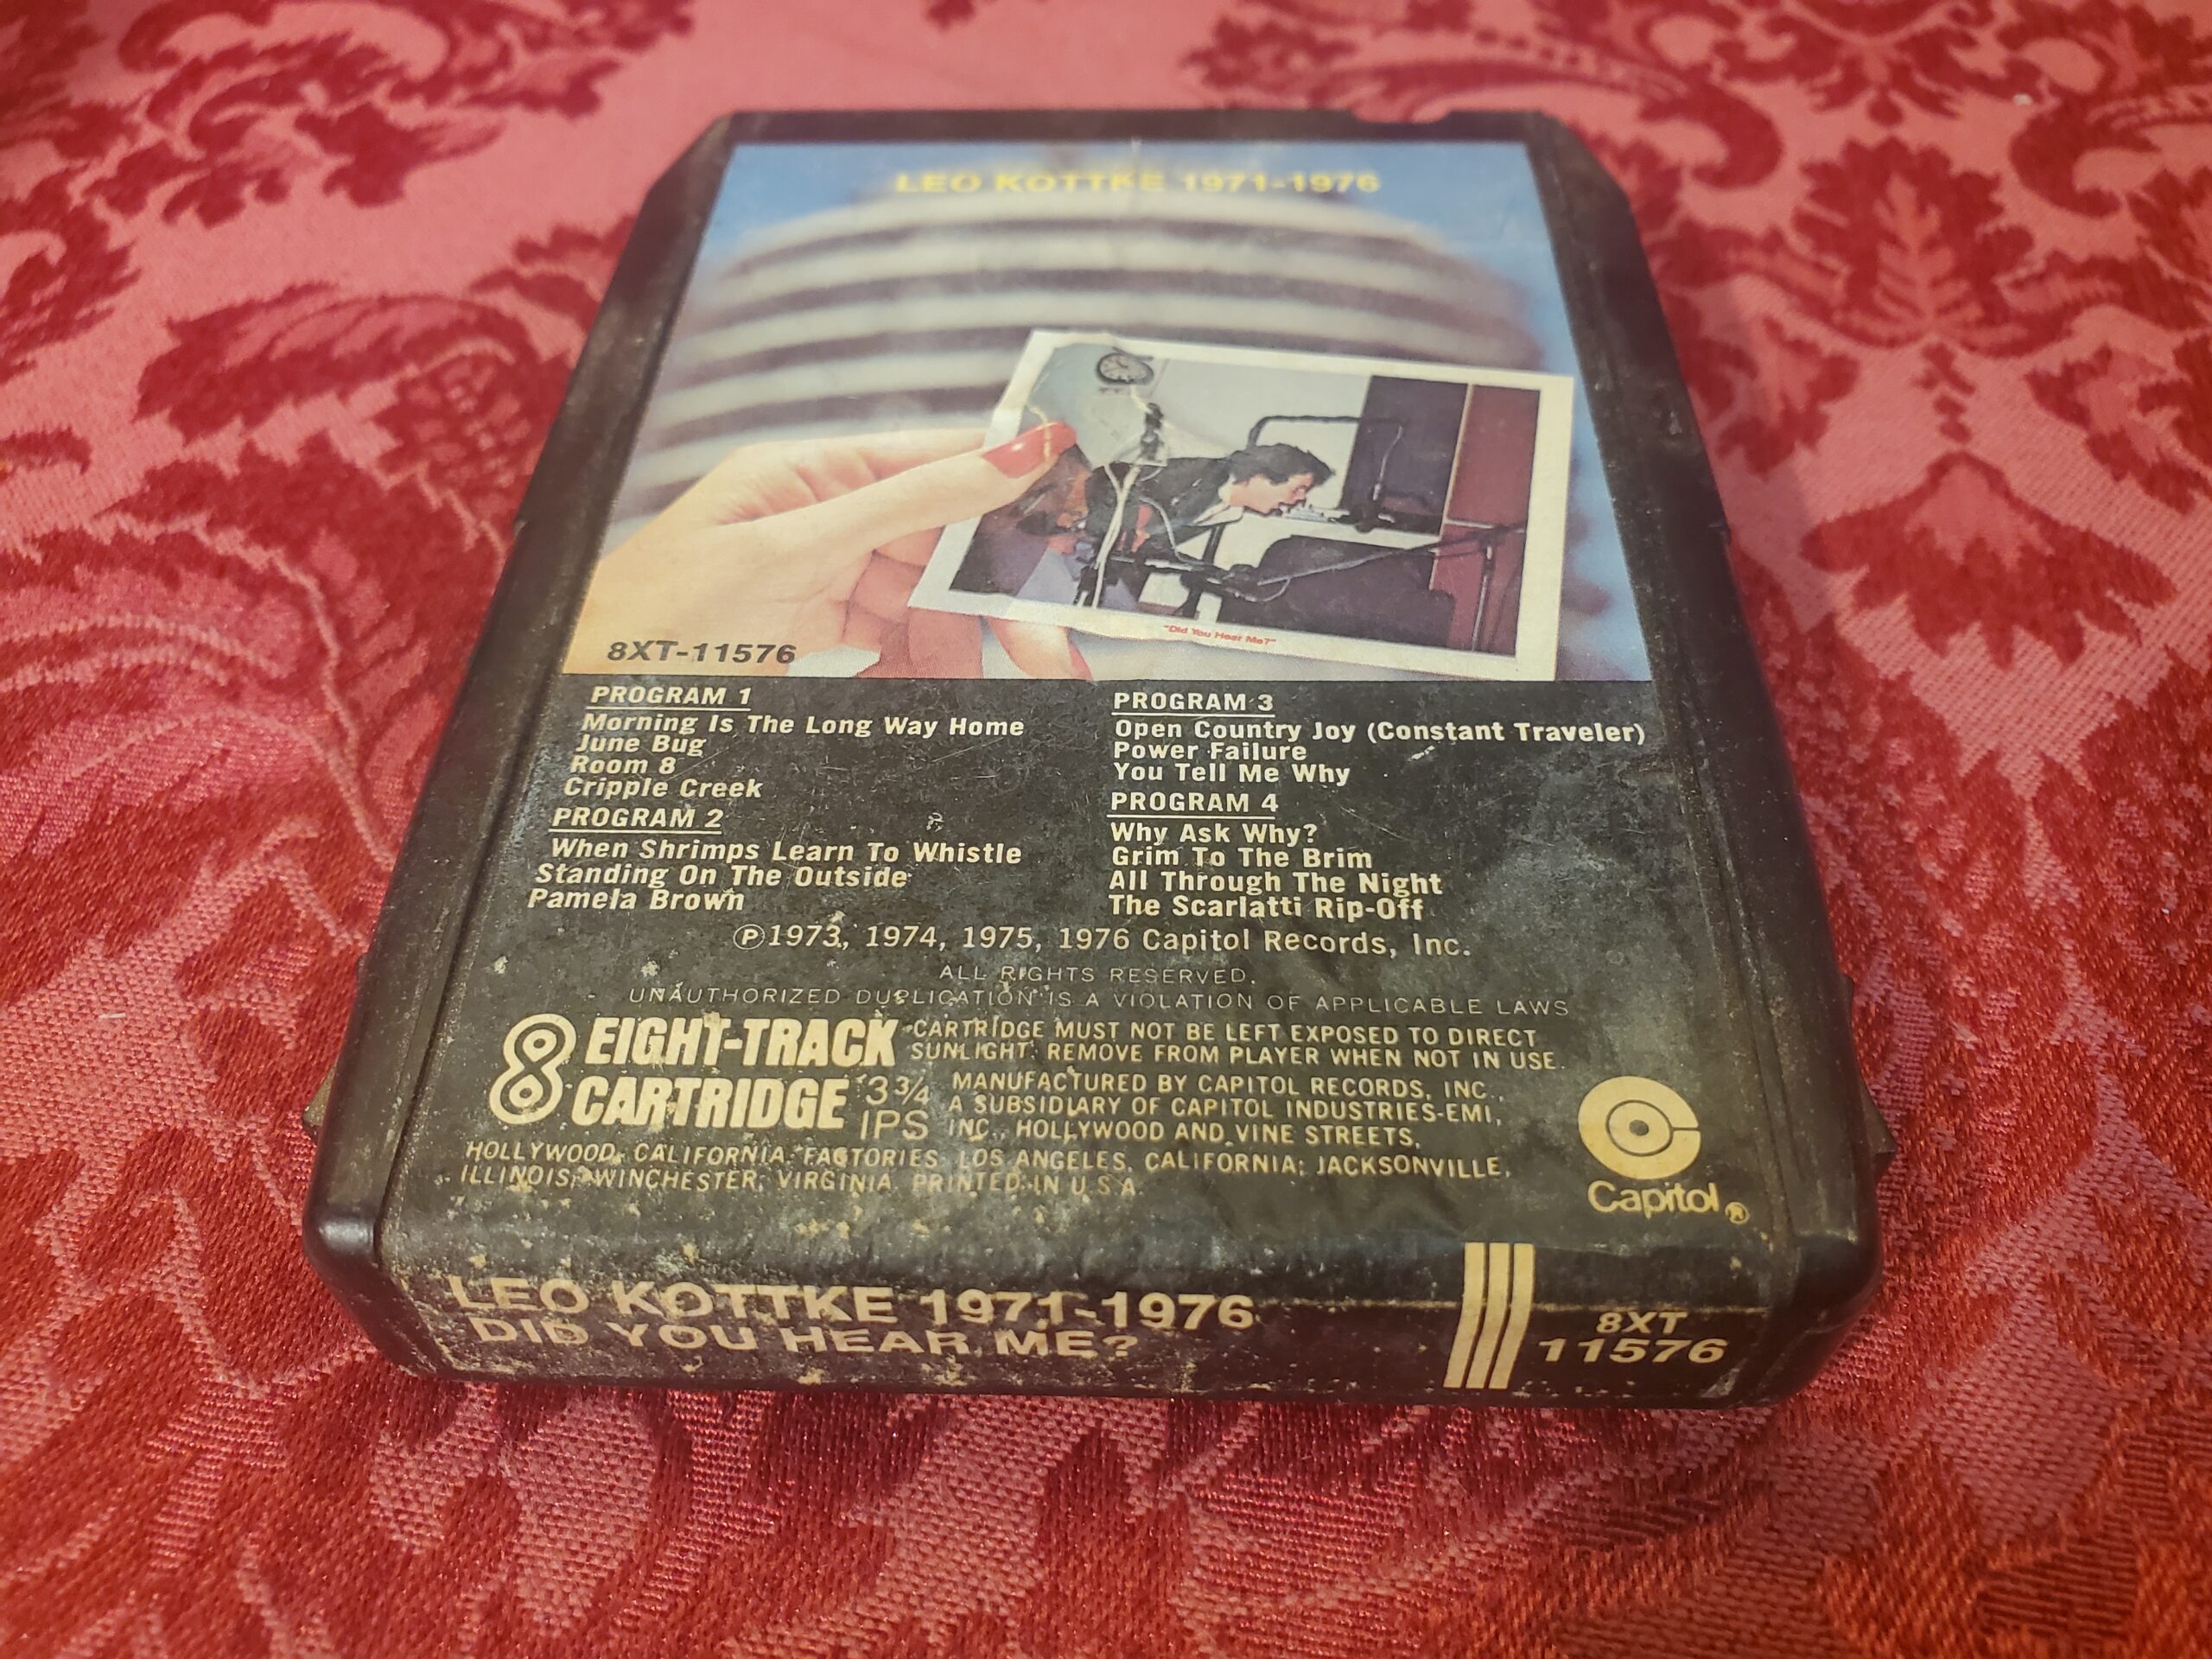 LEO KOTTKE 1971-1976
"Did You Hear Me?"
8XT-11576
PROGRAM 1
Morning Is The Long Way Home
June Bug
Room 8
Cripple Creek
PROGRAM 2
When Shrimps Learn To Whistle
Standing On The Outside
Pamela Brown
PROGRAM 3
Open Country Joy (Constant Traveler)
Power Failure
You Tell Me Why
PROGRAM 4
Why Ask Why?
Grim To The Brim
All Through The Night
The Scarlatti Rip-Off
℗1973, 1974, 1975, 1976 Capitol Records, Inc.
ALL RIGHTS RESERVED.
UNAUTHORIZED DUPLICATION IS A VIOLATION OF APPLICABLE LAWS
8 EIGHT-TRACK
CARTRIDGE 3 3/4
IPS
CARTRIDGE MUST NOT BE LEFT EXPOSED TO DIRECT
SUNLIGHT. REMOVE FROM PLAYER WHEN NOT IN USE.
MANUFACTURED BY CAPITOL RECORDS, INC.,
A SUBSIDIARY OF CAPITOL INDUSTRIES-EMI,
INC., HOLLYWOOD AND VINE STREETS,
HOLLYWOOD, CALIFORNIA. FACTORIES: LOS ANGELES, CALIFORNIA; JACKSONVILLE,
ILLINOIS; WINCHESTER, VIRGINIA. PRINTED IN U.S.A.
Capitol®
LEO KOTTKE 1971-1976
DID YOU HEAR ME?
8XT
11576